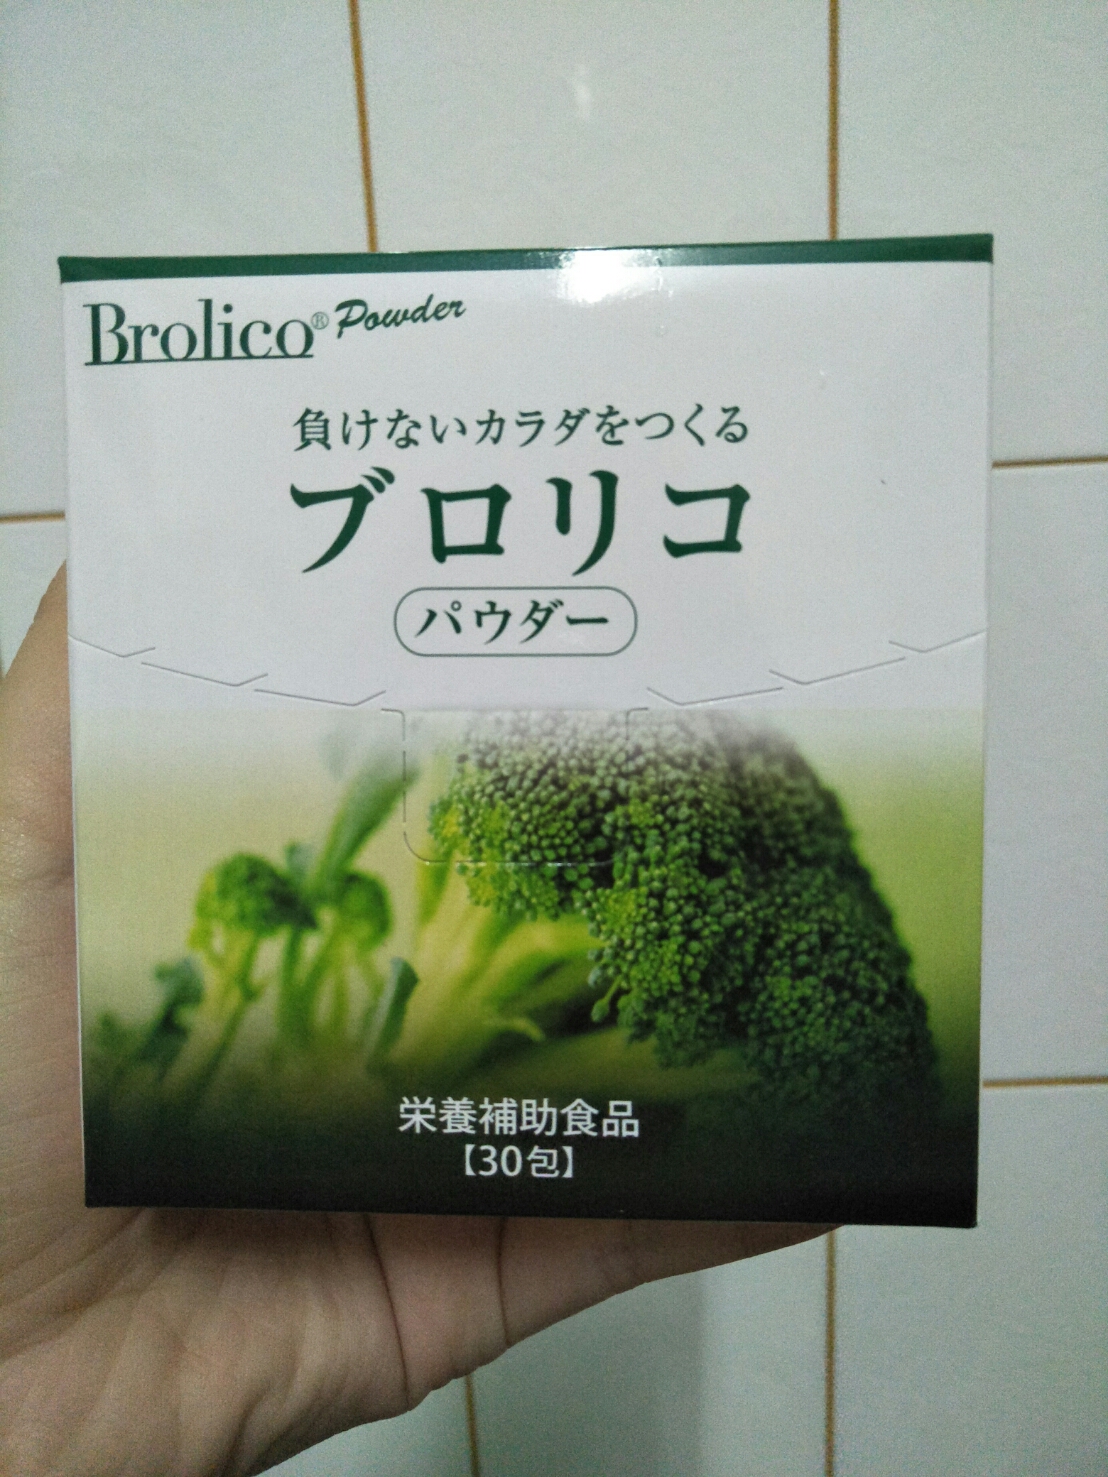 Brolico® Powder
負けないカラダをつくる
ブロリコ
パウダー
栄養補助食品
【30包】